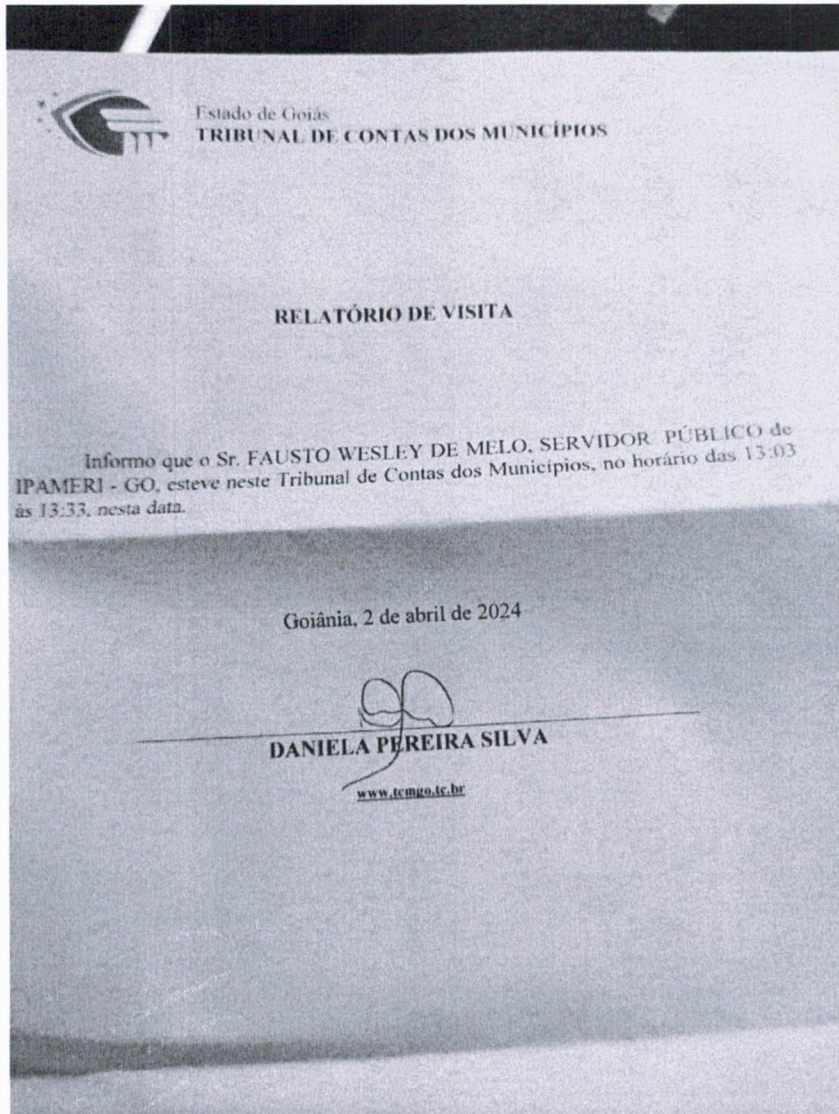 Estado de Goiás
TRIBUNAL DE CONTAS DOS MUNICÍPIOS
RELATÓRIO DE VISITA
Informo que o Sr. FAUSTO WESLEY DE MELO, SERVIDOR PÚBLICO de
IPAMERI - GO, esteve neste Tribunal de Contas dos Municípios, no horário das 13:03
às 13:33, nesta data.
Goiânia, 2 de abril de 2024
DANIELA PEREIRA SILVA
www.tcmgo.tc.br